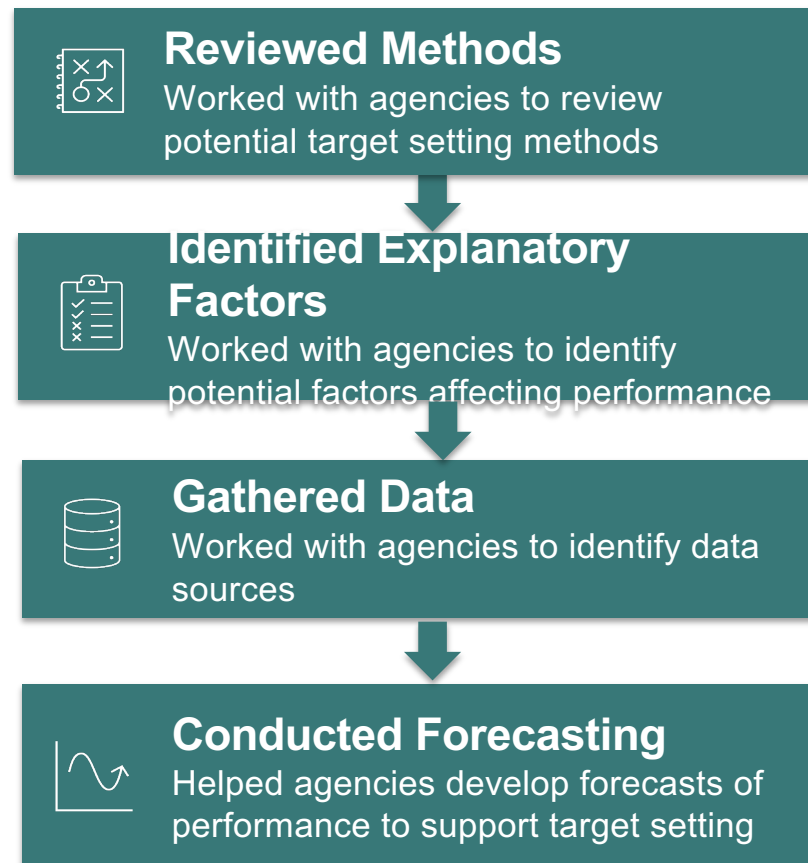 Reviewed Methods
Worked with agencies to review
potential target setting methods
Identified Explanatory
Factors
Worked with agencies to identify
potential factors affecting performance
Gathered Data
Worked with agencies to identify data
sources
Conducted Forecasting
Helped agencies develop forecasts of
performance to support target setting